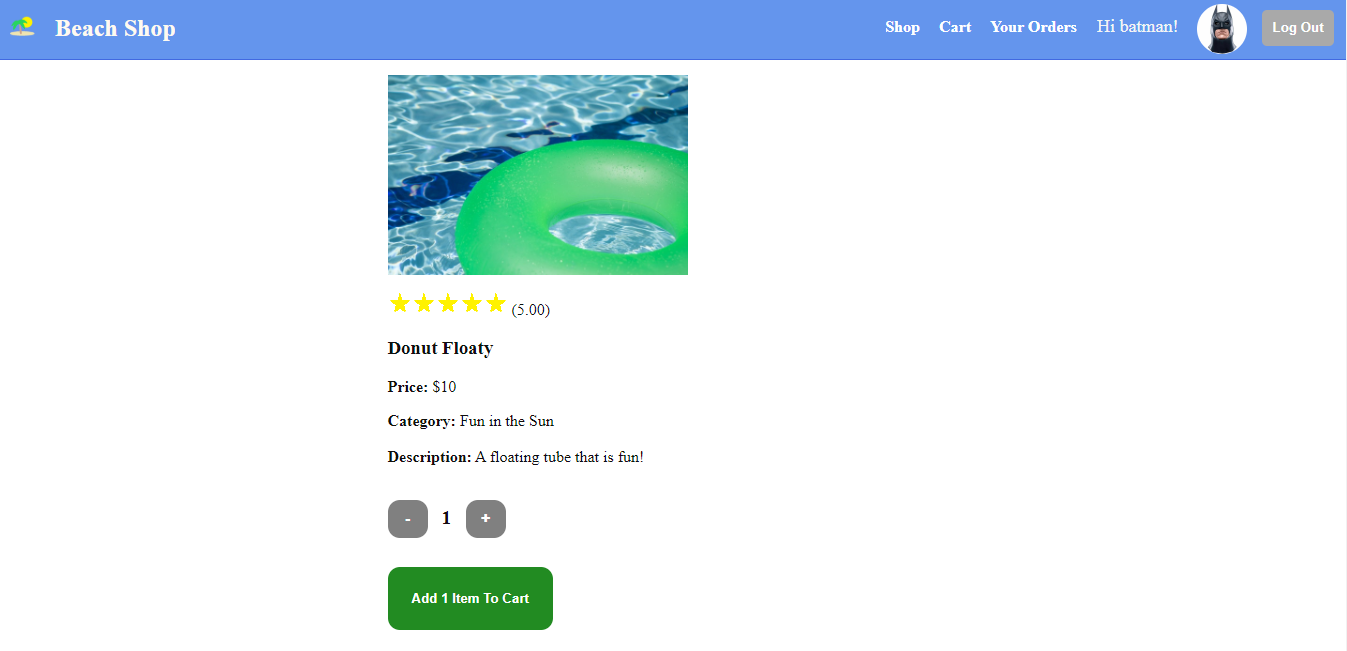 Beach Shop
Shop Cart Your Orders Hi batman! Log Out
(5.00)
Donut Floaty
Price: $10
Category: Fun in the Sun
Description: A floating tube that is fun!
- 1 +
Add 1 Item To Cart